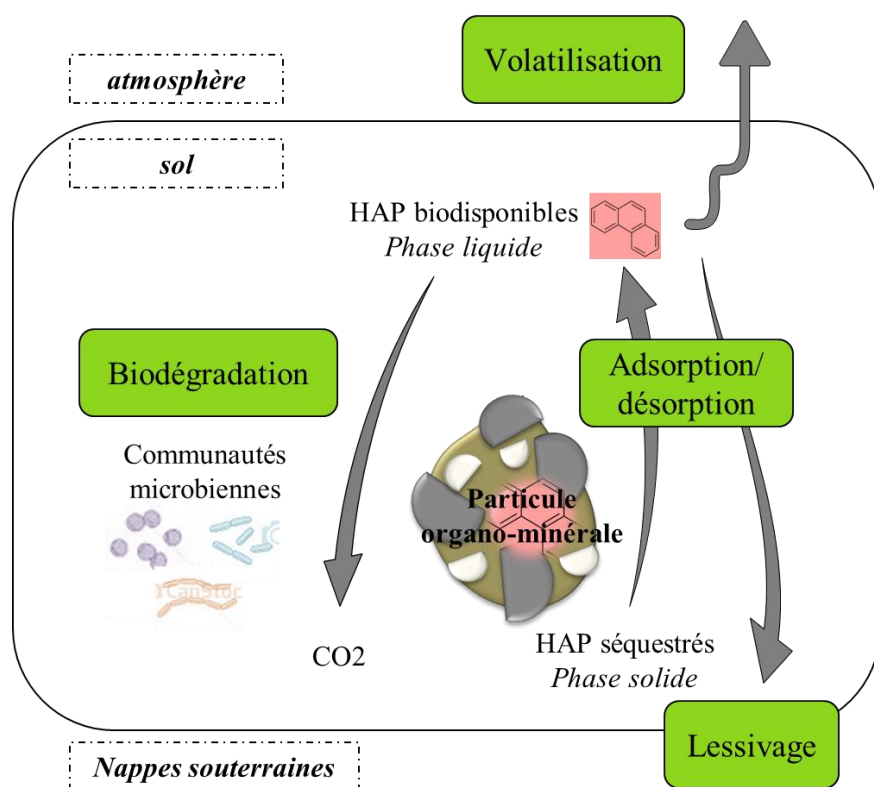 Volatilisation
atmosphère
sol
HAP biodisponibles
Phase liquide
Biodégradation
Adsorption/
désorption
Communautés
microbiennes
Particule
organo-minérale
CO2
HAP séquestrés
Phase solide
Lessivage
Nappes souterraines